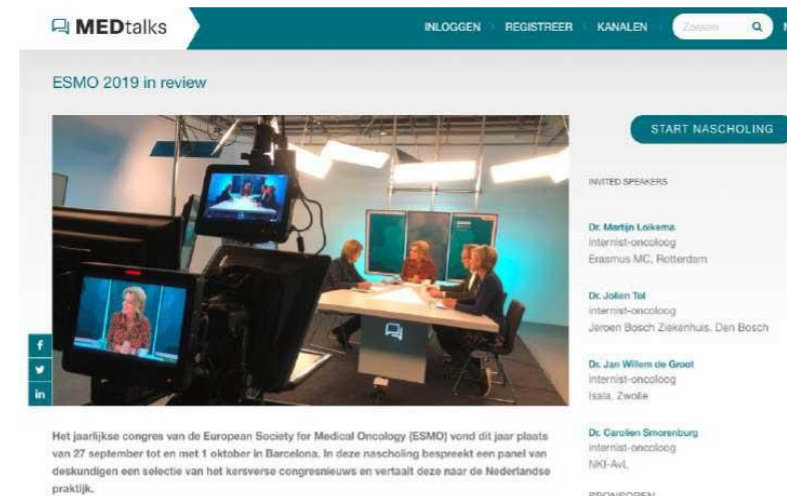 MEDtalks
INLOGGEN
REGISTREER
KANALEN
Zoeken
ESMO 2019 in review
START NASCHOLING
INVITED SPEAKERS
Dr. Martijn Lolkema
internist-oncoloog
Erasmus MC, Rotterdam
Dr. Jolien Tol
internist-oncoloog
Jeroen Bosch Ziekenhuis, Den Bosch
Dr. Jan Willem de Groot
internist-oncoloog
Isala, Zwolle
Dr. Carolien Smorenburg
internist-oncoloog
NKI-AvL
SPONSOREN
f
in
Het jaarlijkse congres van de European Society for Medical Oncology (ESMO) vond dit jaar plaats
van 27 september tot en met 1 oktober in Barcelona. In deze nascholing bespreekt een panel van
deskundigen een selectie van het kersverse congresnieuws en vertaalt deze naar de Nederlandse
praktijk.